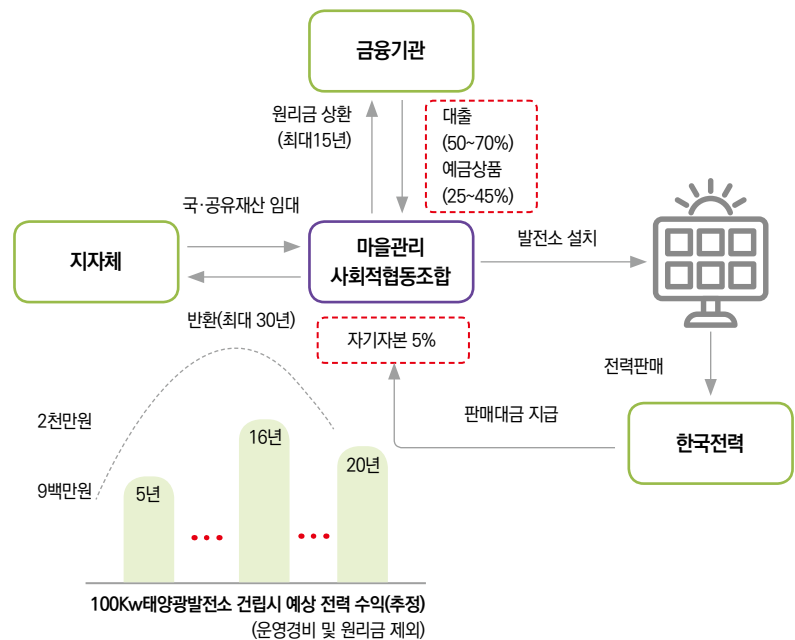 금융기관
원리금 상환
(최대15년)
대출
(50~70%)
예금상품
(25~45%)
국·공유재산 임대
지자체
마을관리
사회적협동조합
발전소 설치
반환(최대 30년)
자기자본 5%
전력판매
판매대금 지급
한국전력
2천만원
9백만원
5년
16년
20년
100Kw태양광발전소 건립시 예상 전력 수익(추정)
(운영경비 및 원리금 제외)